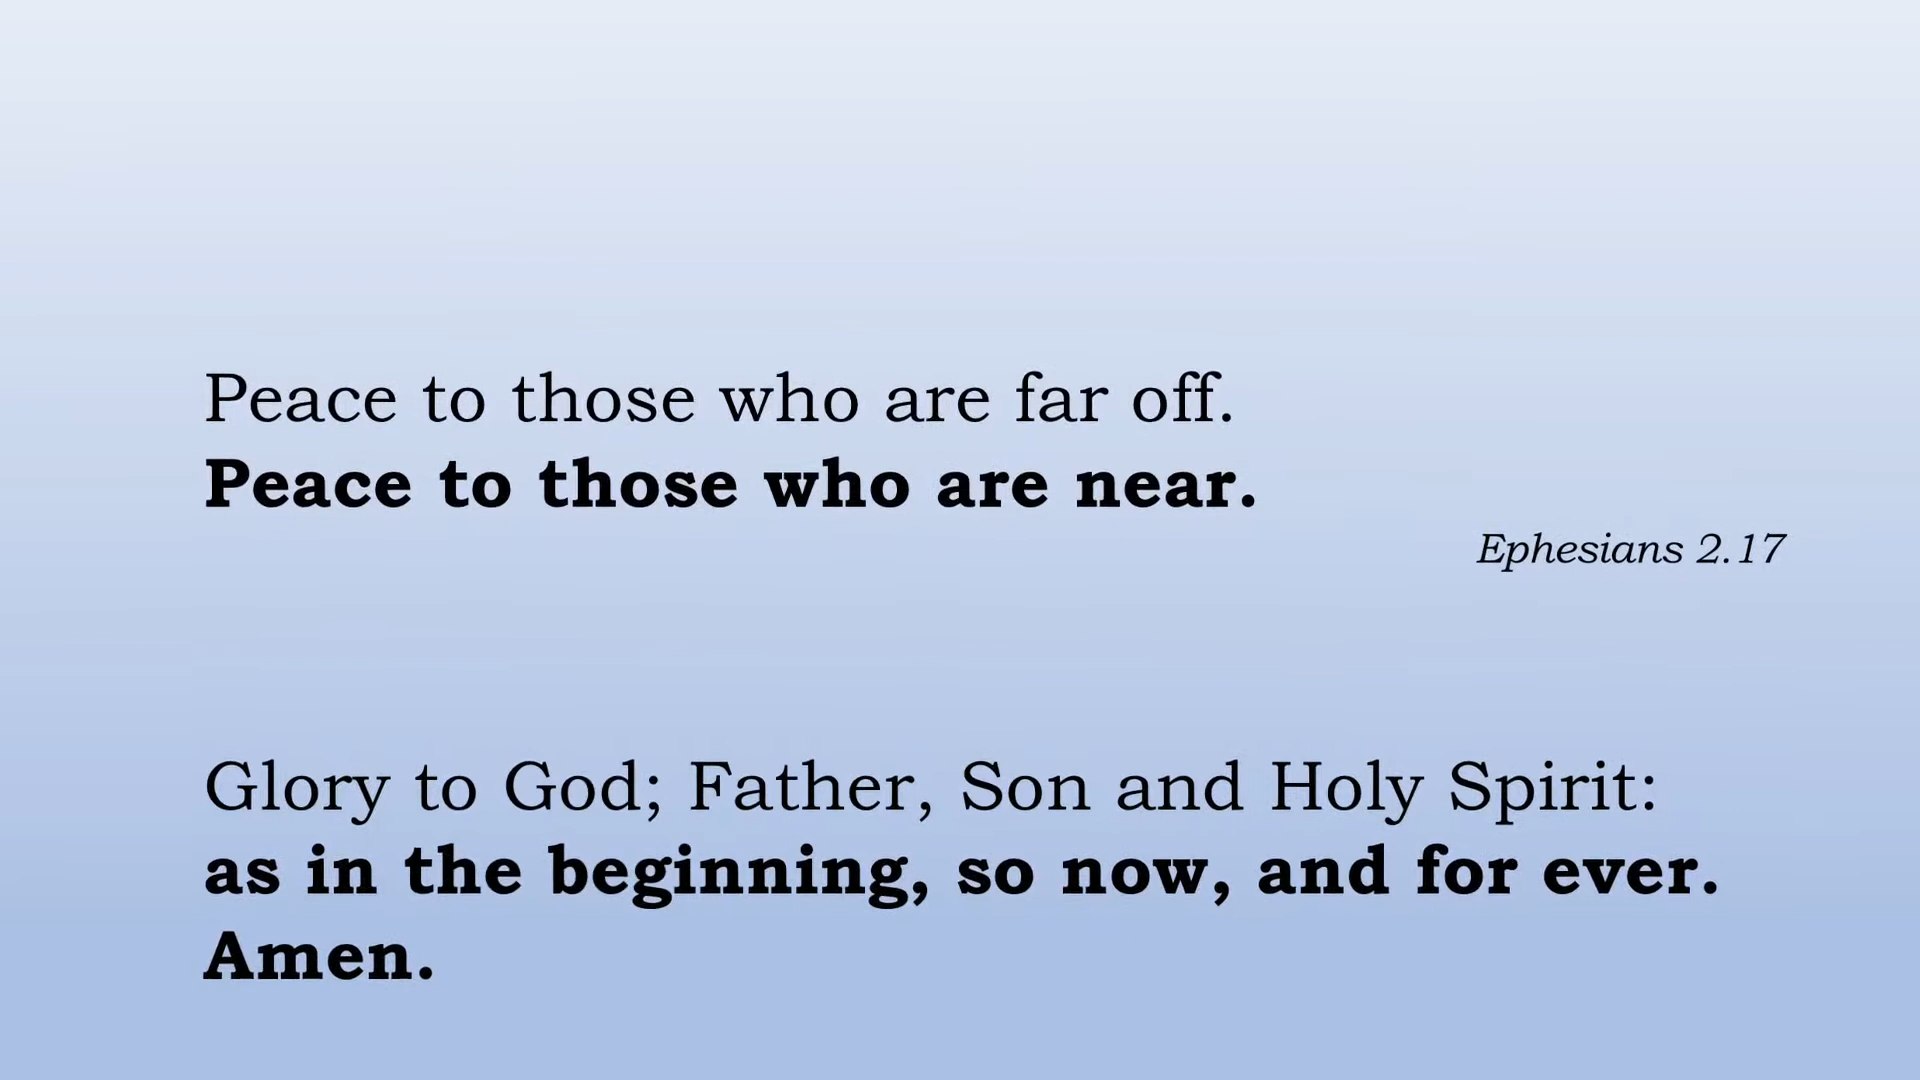 Peace to those who are far off.
Peace to those who are near.
Ephesians 2.17
Glory to God; Father, Son and Holy Spirit:
as in the beginning, so now, and for ever.
Amen.